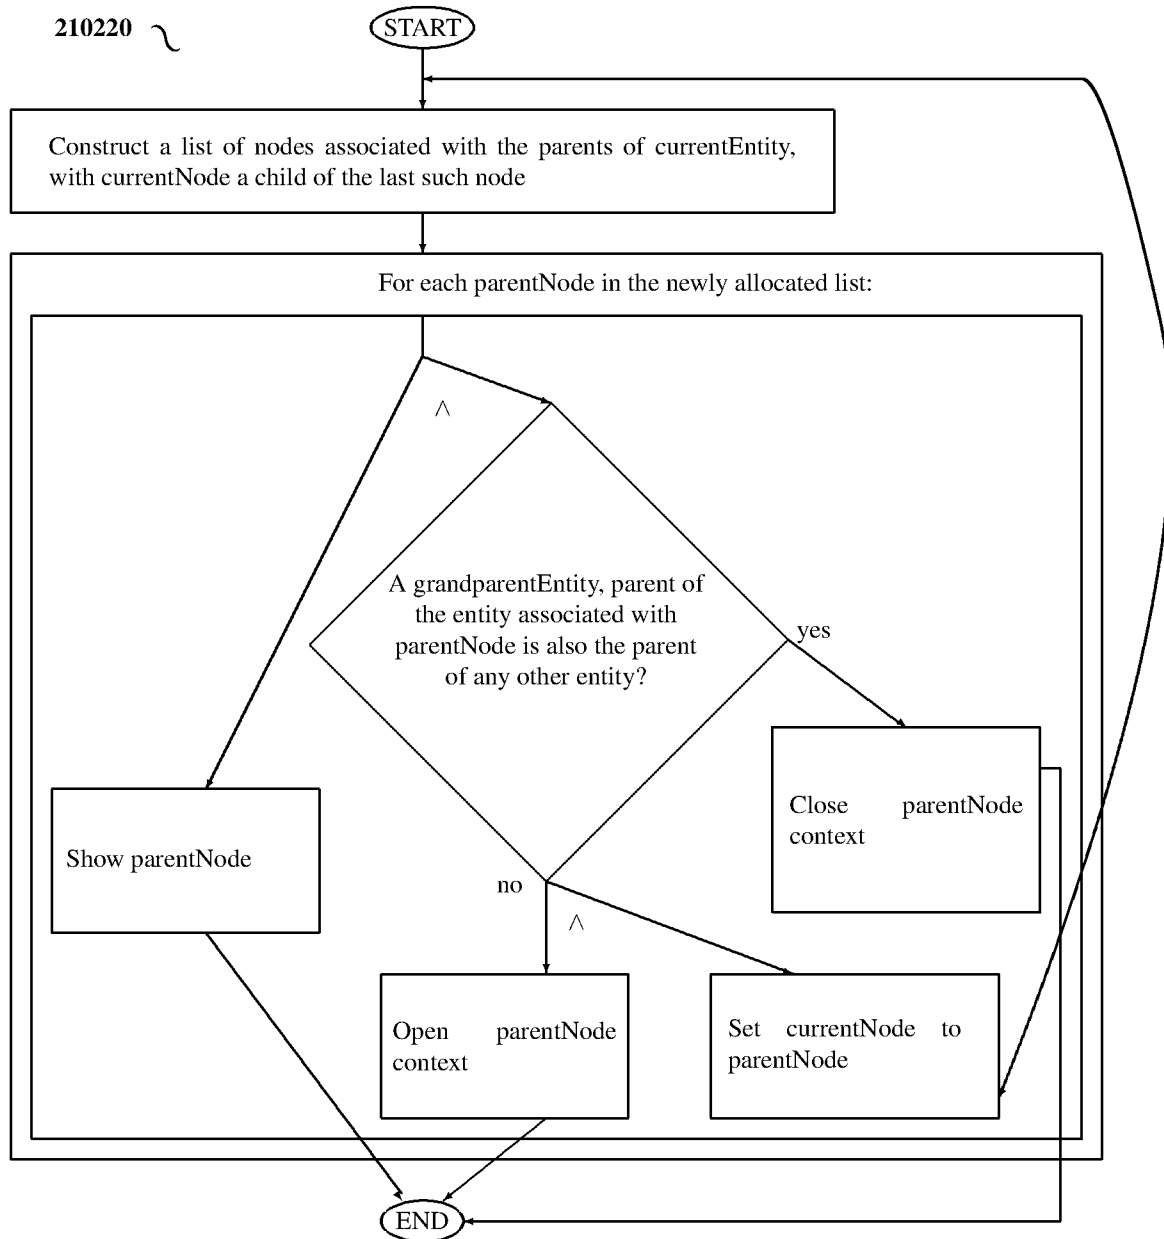 210220
START
Construct a list of nodes associated with the parents of currentEntity,
with currentNode a child of the last such node
For each parentNode in the newly allocated list:
^
A grandparentEntity, parent of
the entity associated with
parentNode is also the parent
of any other entity?
yes
Close parentNode
context
Show parentNode
no
^
Open parentNode
context
Set currentNode to
parentNode
END